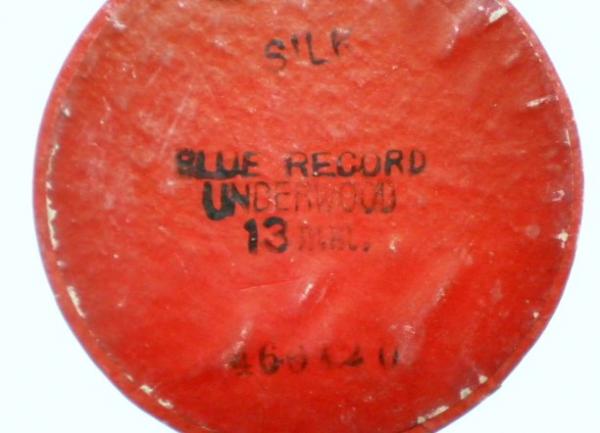 SILK
BLUE RECORD
UNDERWOOD
13 m.m.